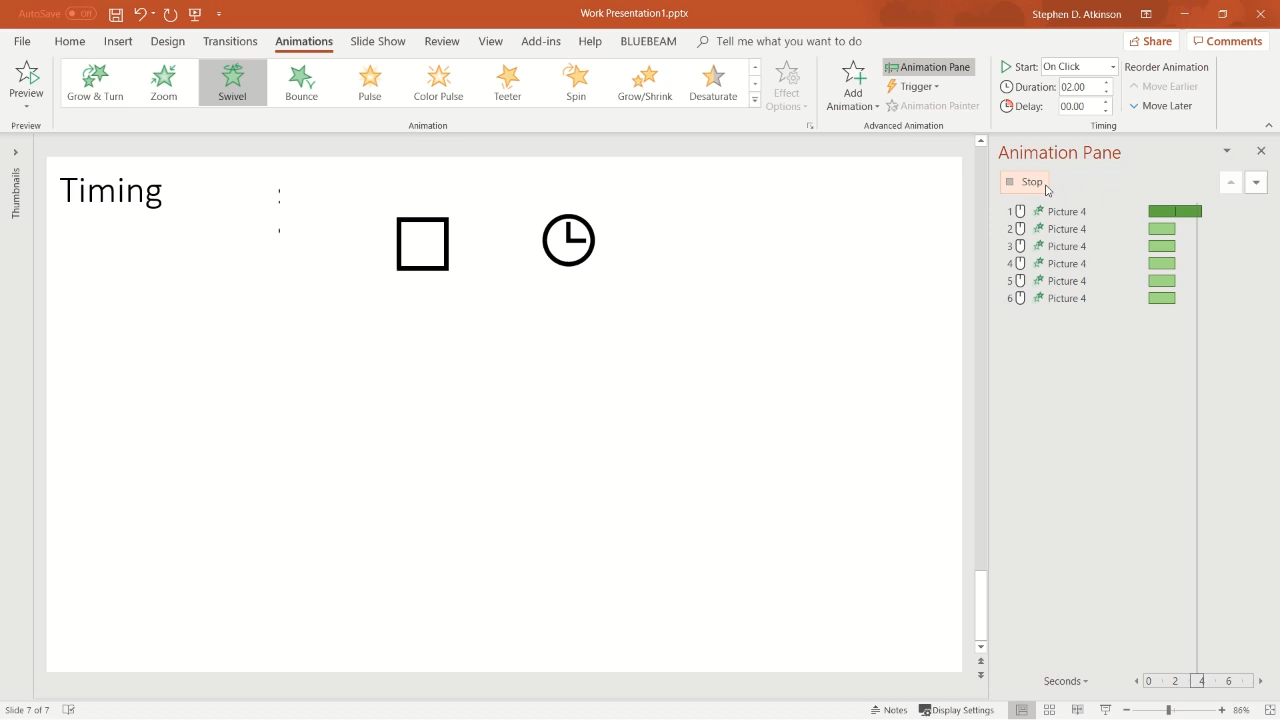 AutoSave Off
Work Presentation1.pptx
Stephen D. Atkinson
File Home Insert Design Transitions Animations Slide Show Review View Add-ins Help BLUEBEAM Tell me what you want to do
Share Comments
Preview
Grow & Turn Zoom Swivel Bounce Pulse Color Pulse Teeter Spin Grow/Shrink Desaturate
Effect Options
Add Animation
Animation Pane
Trigger
Animation Painter
Start: On Click
Duration: 02.00
Delay: 00.00
Reorder Animation
Move Earlier
Move Later
Preview Animation Advanced Animation Timing
Thumbnails
Timing
Animation Pane
Stop
1 Picture 4
2 Picture 4
3 Picture 4
4 Picture 4
5 Picture 4
6 Picture 4
Seconds 0 2 4 6
Slide 7 of 7 Notes Display Settings 86%